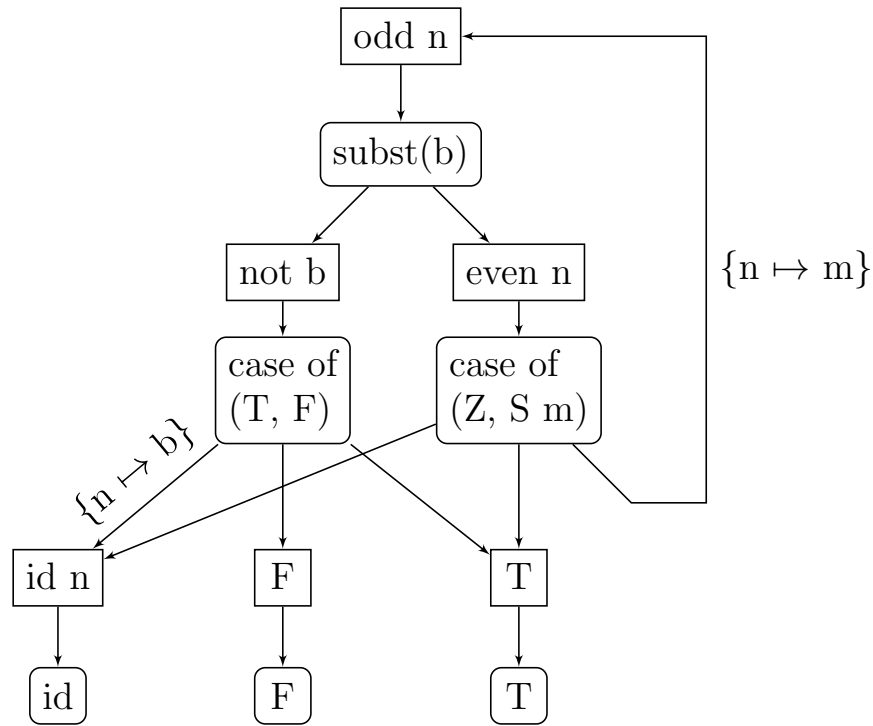 odd n
subst(b)
not b
even n
{n ↦ m}
case of
(T, F)
case of
(Z, S m)
{n ↦ b}
id n
F
T
id
F
T